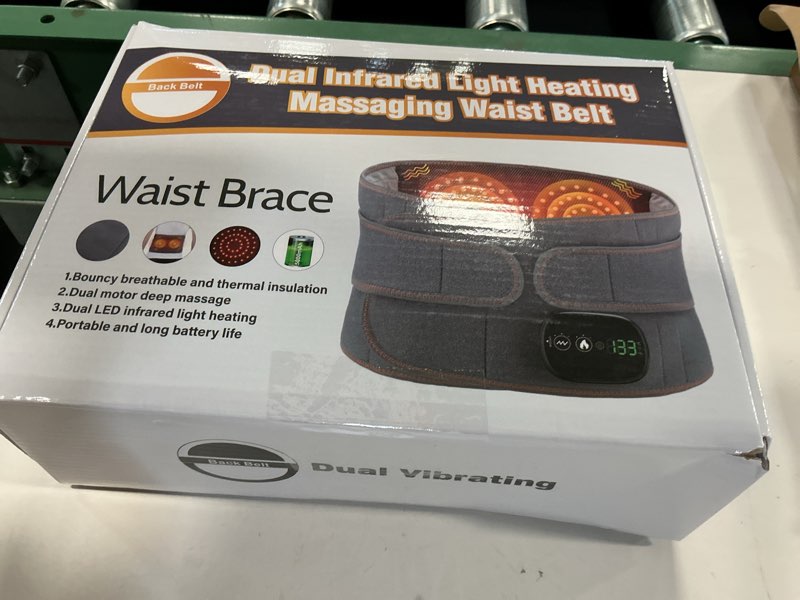 Back Belt
Dual Infrared Light Heating
Massaging Waist Belt
Waist Brace
1.Bouncy breathable and thermal insulation
2.Dual motor deep massage
3.Dual LED infrared light heating
4.Portable and long battery life
133
Back Belt
Dual Vibrating